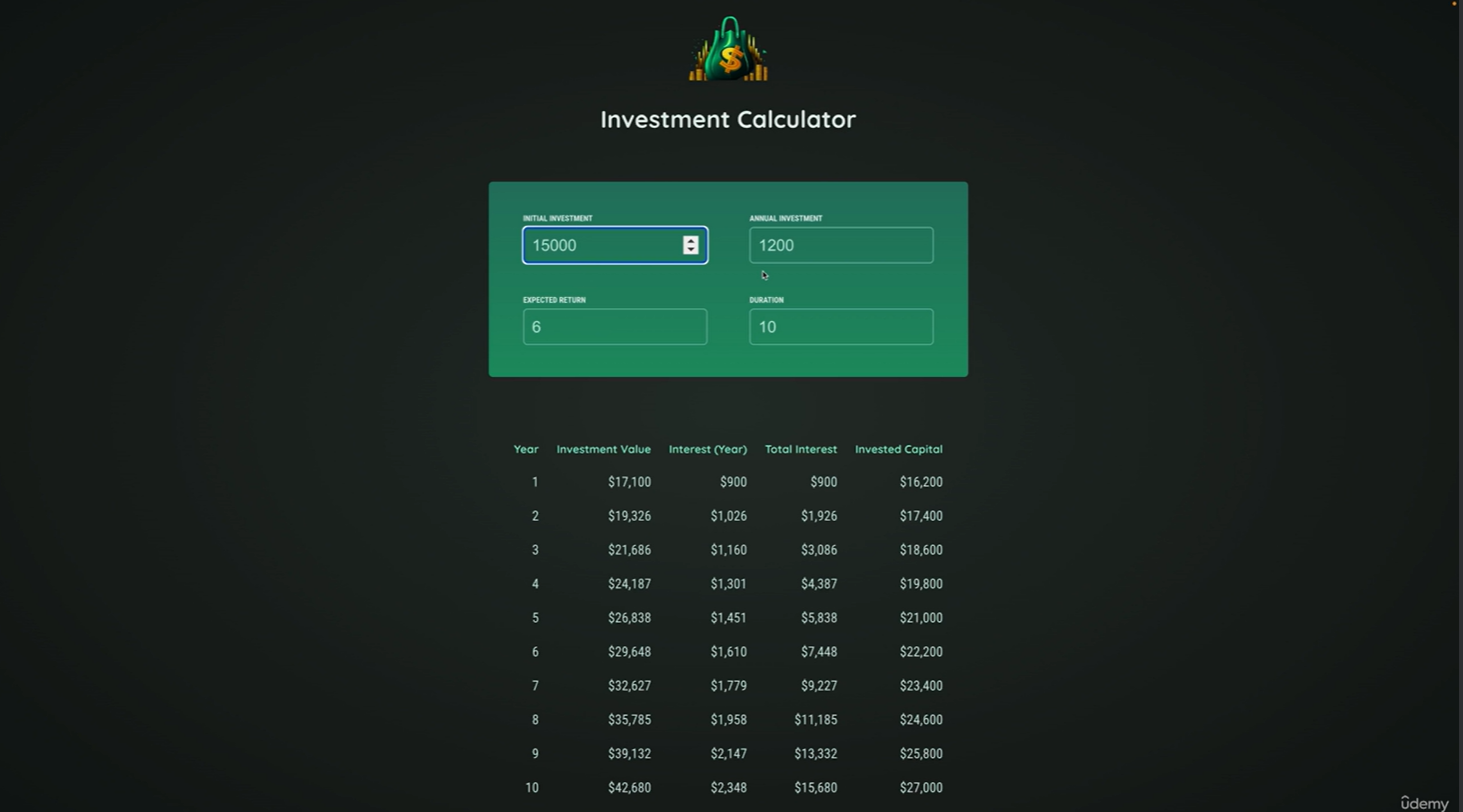 $
Investment Calculator
INITIAL INVESTMENT ANNUAL INVESTMENT
15000 1200
EXPECTED RETURN DURATION
6 10
Year Investment Value Interest (Year) Total Interest Invested Capital
1 $17,100 $900 $900 $16,200
2 $19,326 $1,026 $1,926 $17,400
3 $21,686 $1,160 $3,086 $18,600
4 $24,187 $1,301 $4,387 $19,800
5 $26,838 $1,451 $5,838 $21,000
6 $29,648 $1,610 $7,448 $22,200
7 $32,627 $1,779 $9,227 $23,400
8 $35,785 $1,958 $11,185 $24,600
9 $39,132 $2,147 $13,332 $25,800
10 $42,680 $2,348 $15,680 $27,000
ûdemy